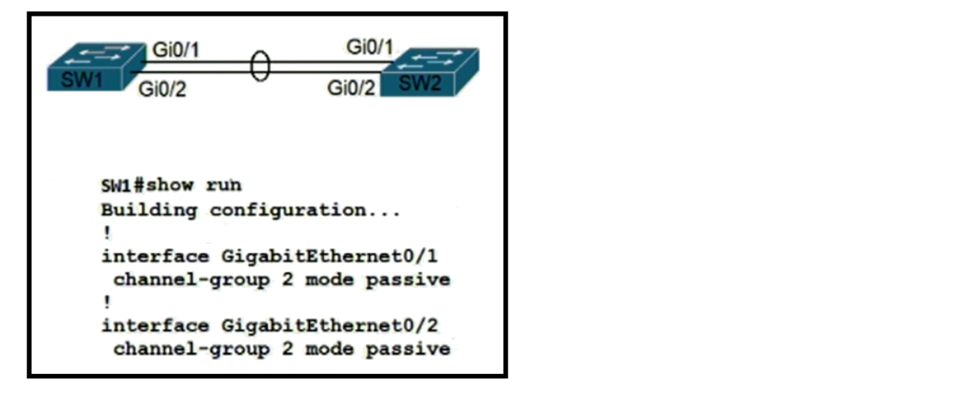 Gi0/1 Gi0/1
SW1 SW2
Gi0/2 Gi0/2
SW1#show run
Building configuration...
!
interface GigabitEthernet0/1
channel-group 2 mode passive
!
interface GigabitEthernet0/2
channel-group 2 mode passive